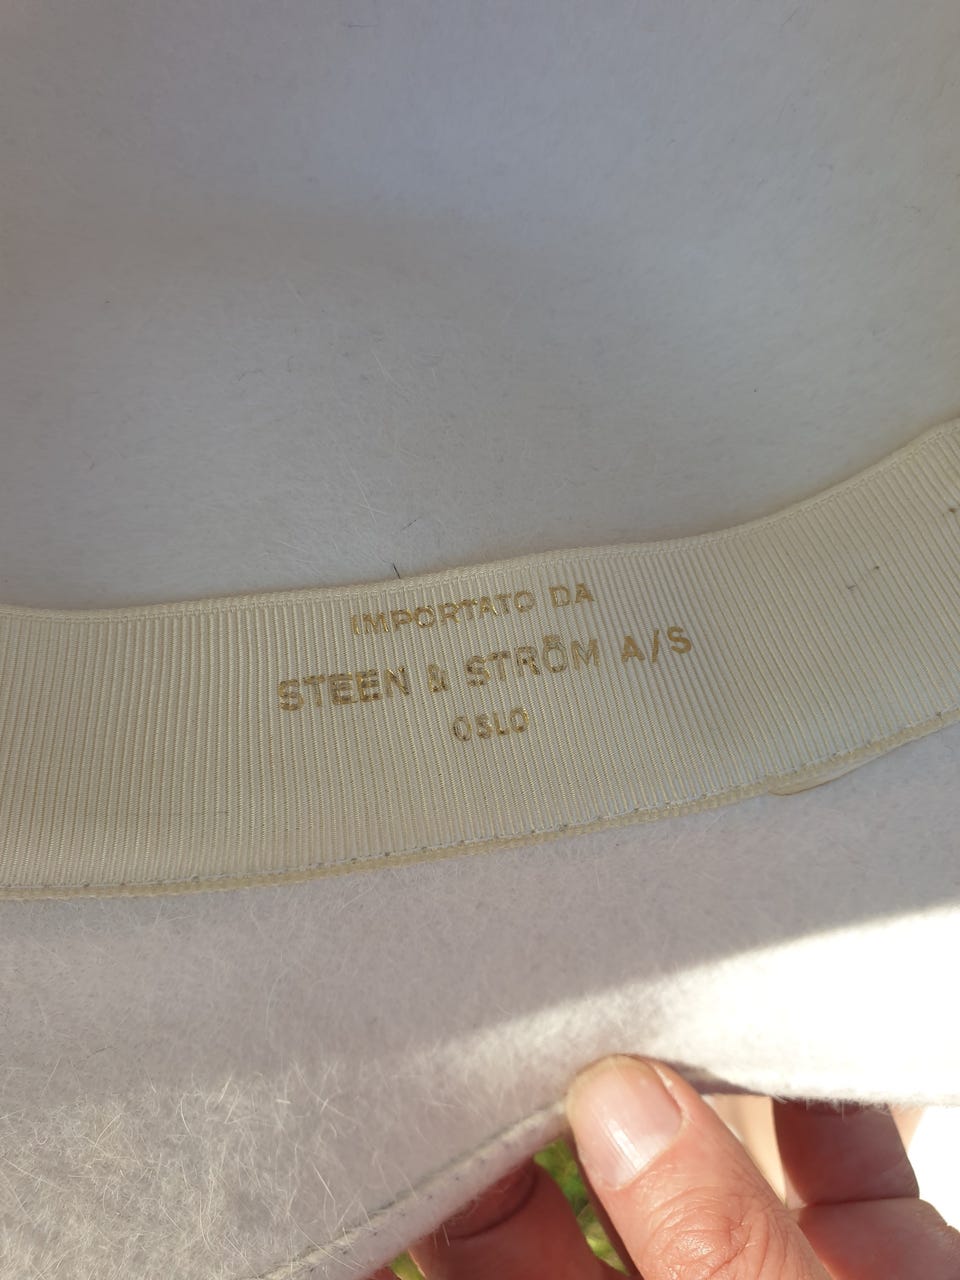 IMPORTATO DA
STEEN & STRÖM A/S
OSLO